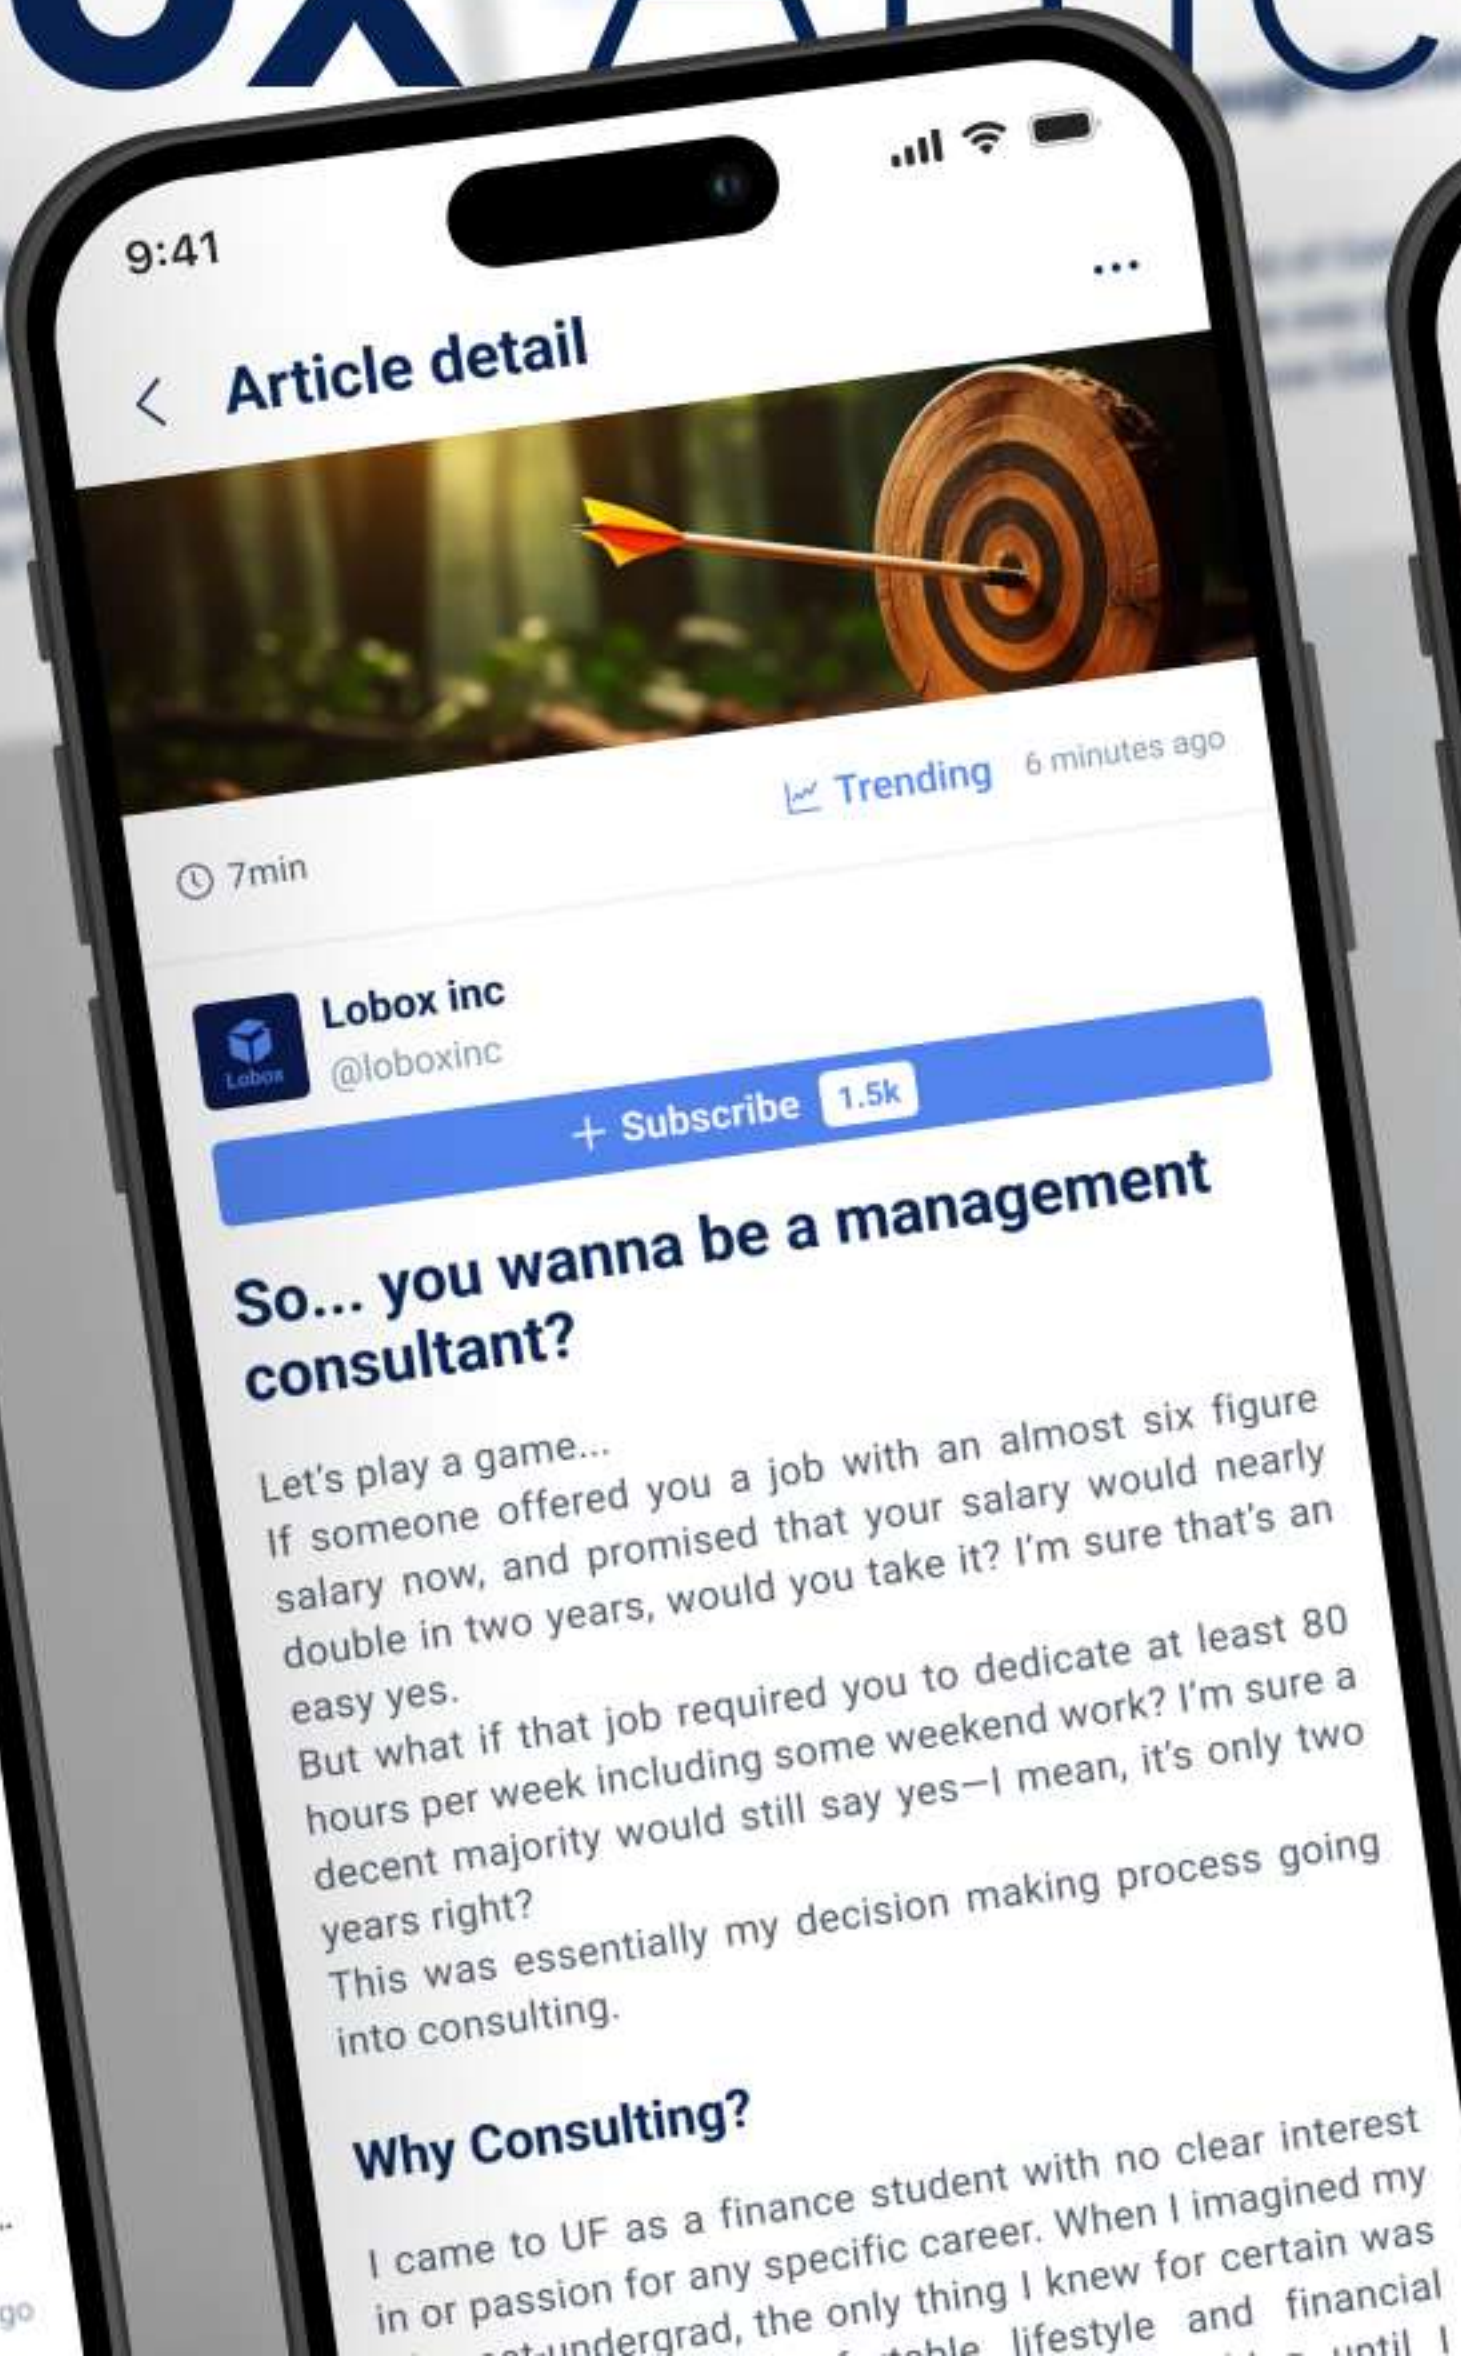 9:41
Article detail
Trending 6 minutes ago
7min
Lobox inc
@loboxinc
Lobox
+ Subscribe 1.5k
So... you wanna be a management
consultant?
Let's play a game...
If someone offered you a job with an almost six figure
salary now, and promised that your salary would nearly
double in two years, would you take it? I'm sure that's an
easy yes.
But what if that job required you to dedicate at least 80
hours per week including some weekend work? I'm sure a
decent majority would still say yes—I mean, it's only two
years right?
This was essentially my decision making process going
into consulting.
Why Consulting?
I came to UF as a finance student with no clear interest
in or passion for any specific career. When I imagined my
the only thing I knew for certain was
lifestyle and financial
until I